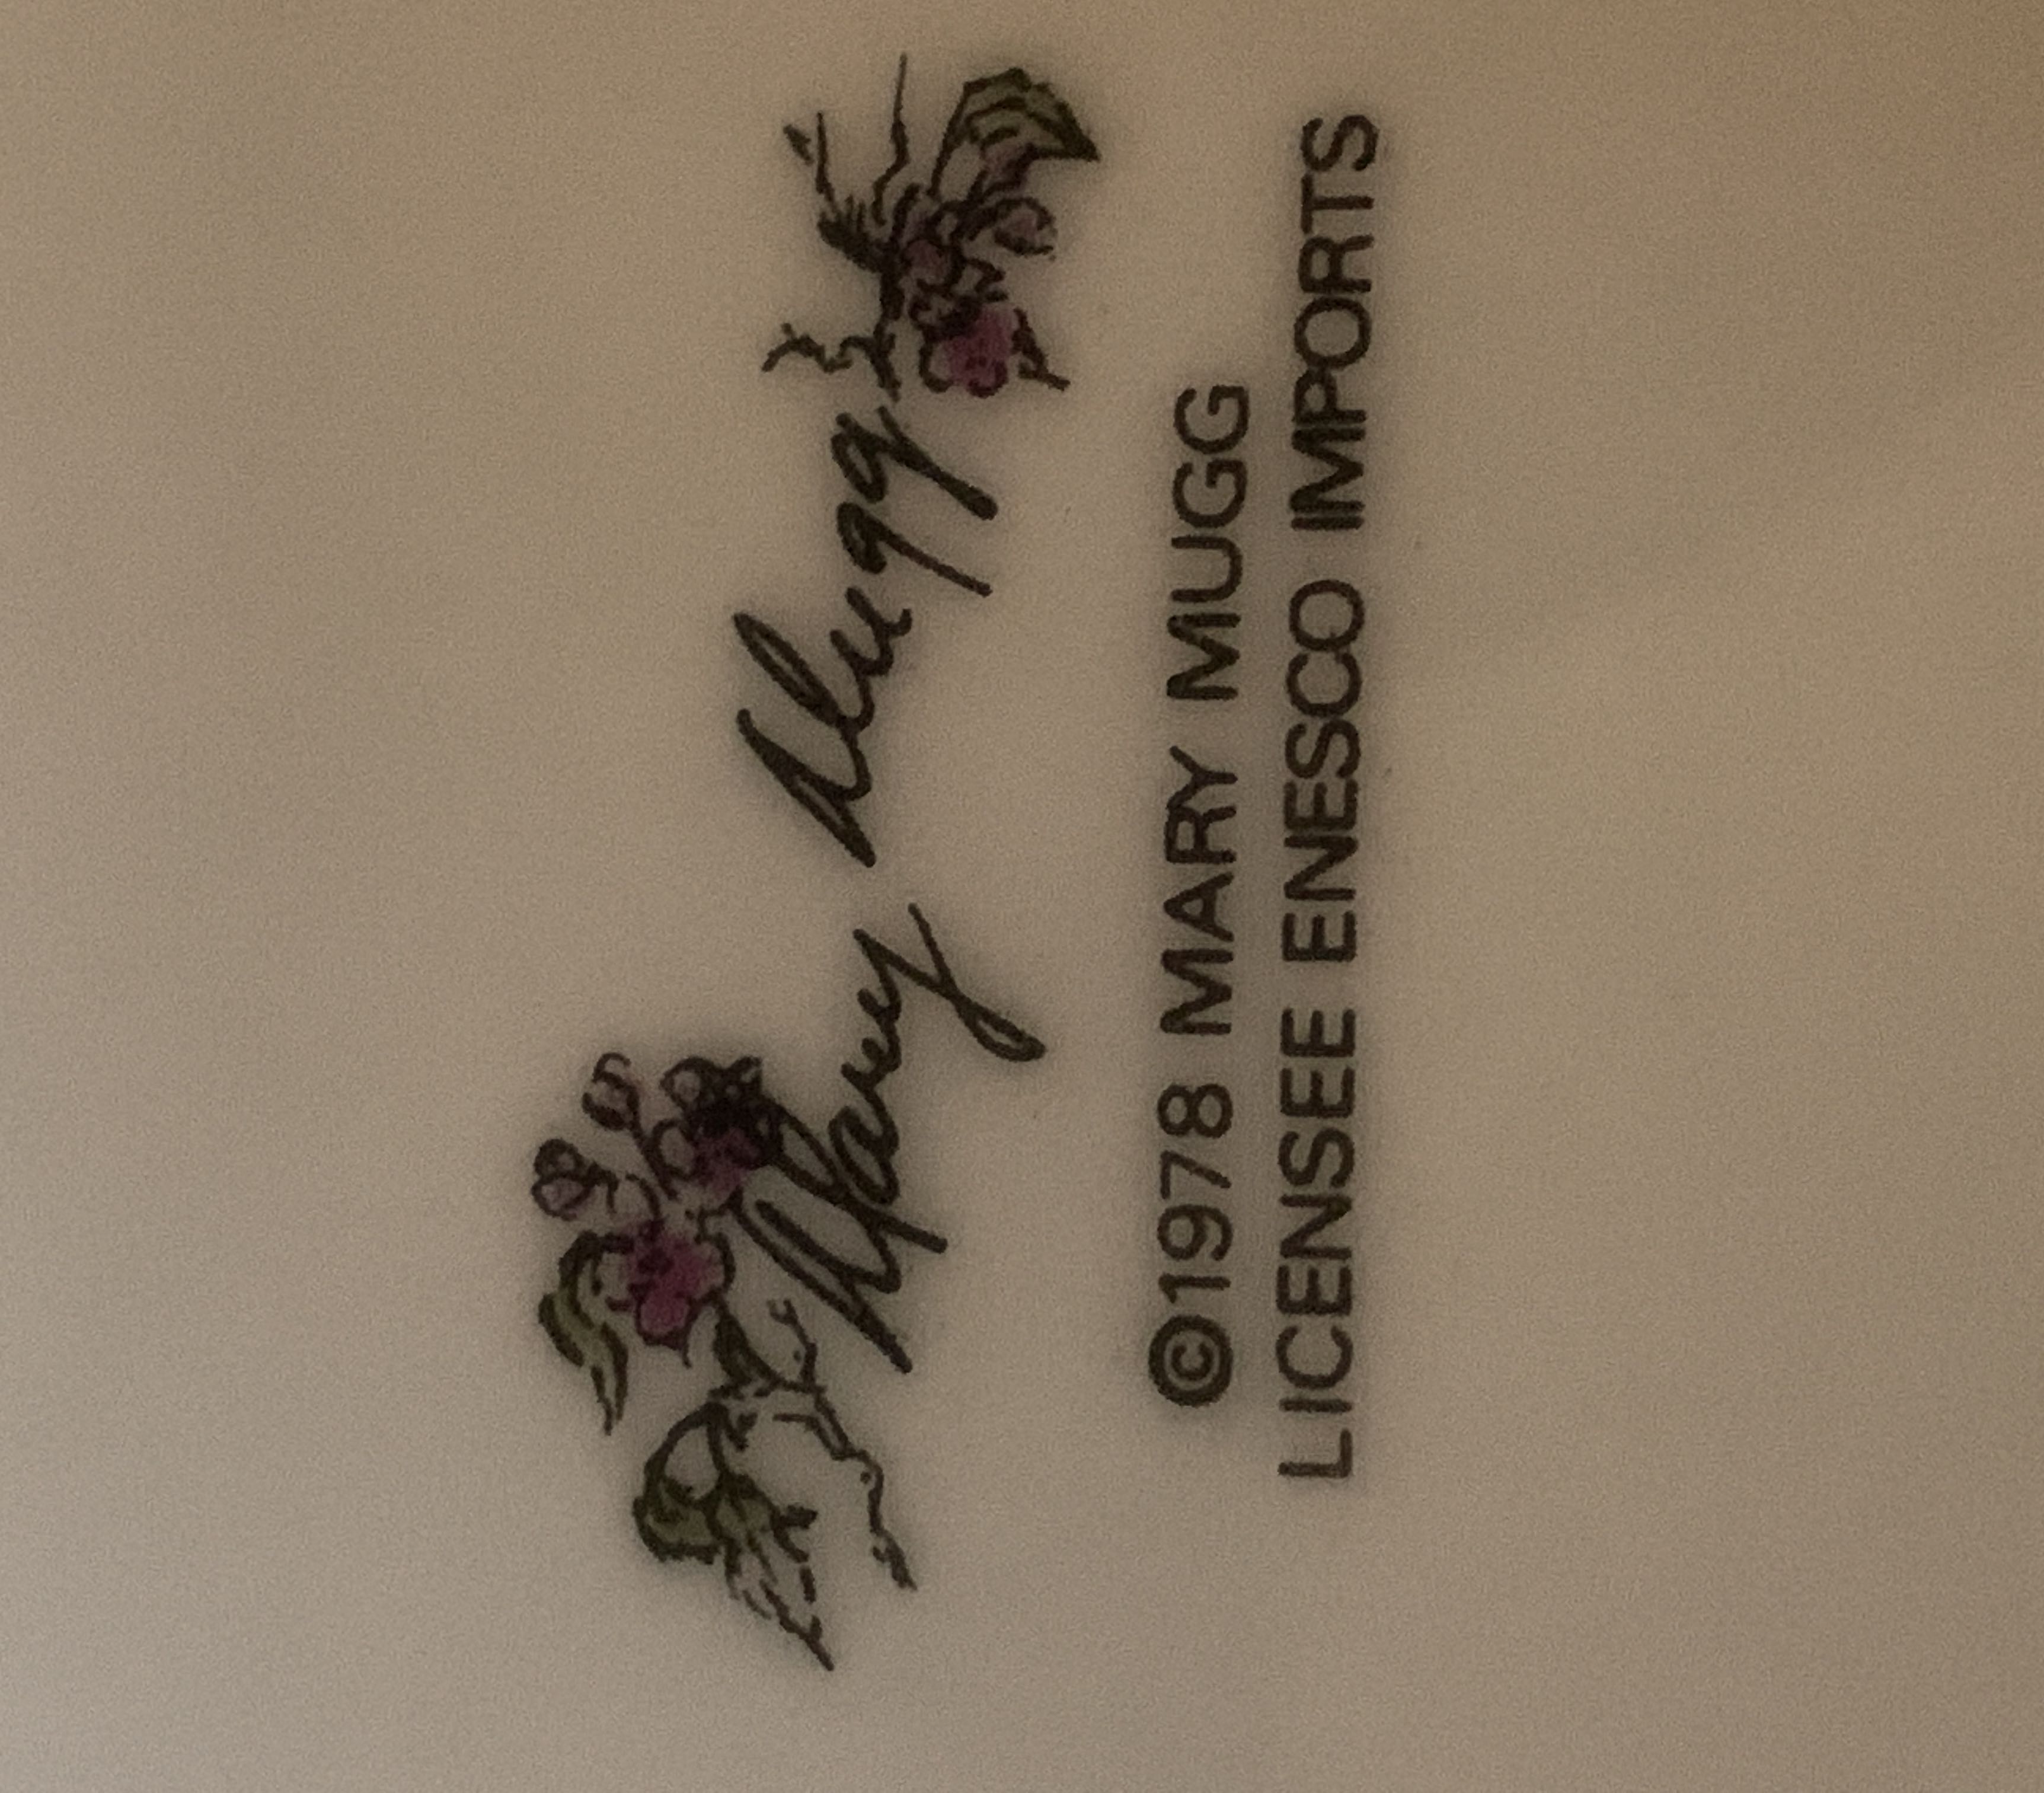 Mary Mugg
©1978 MARY MUGG
LICENSEE ENESCO IMPORTS